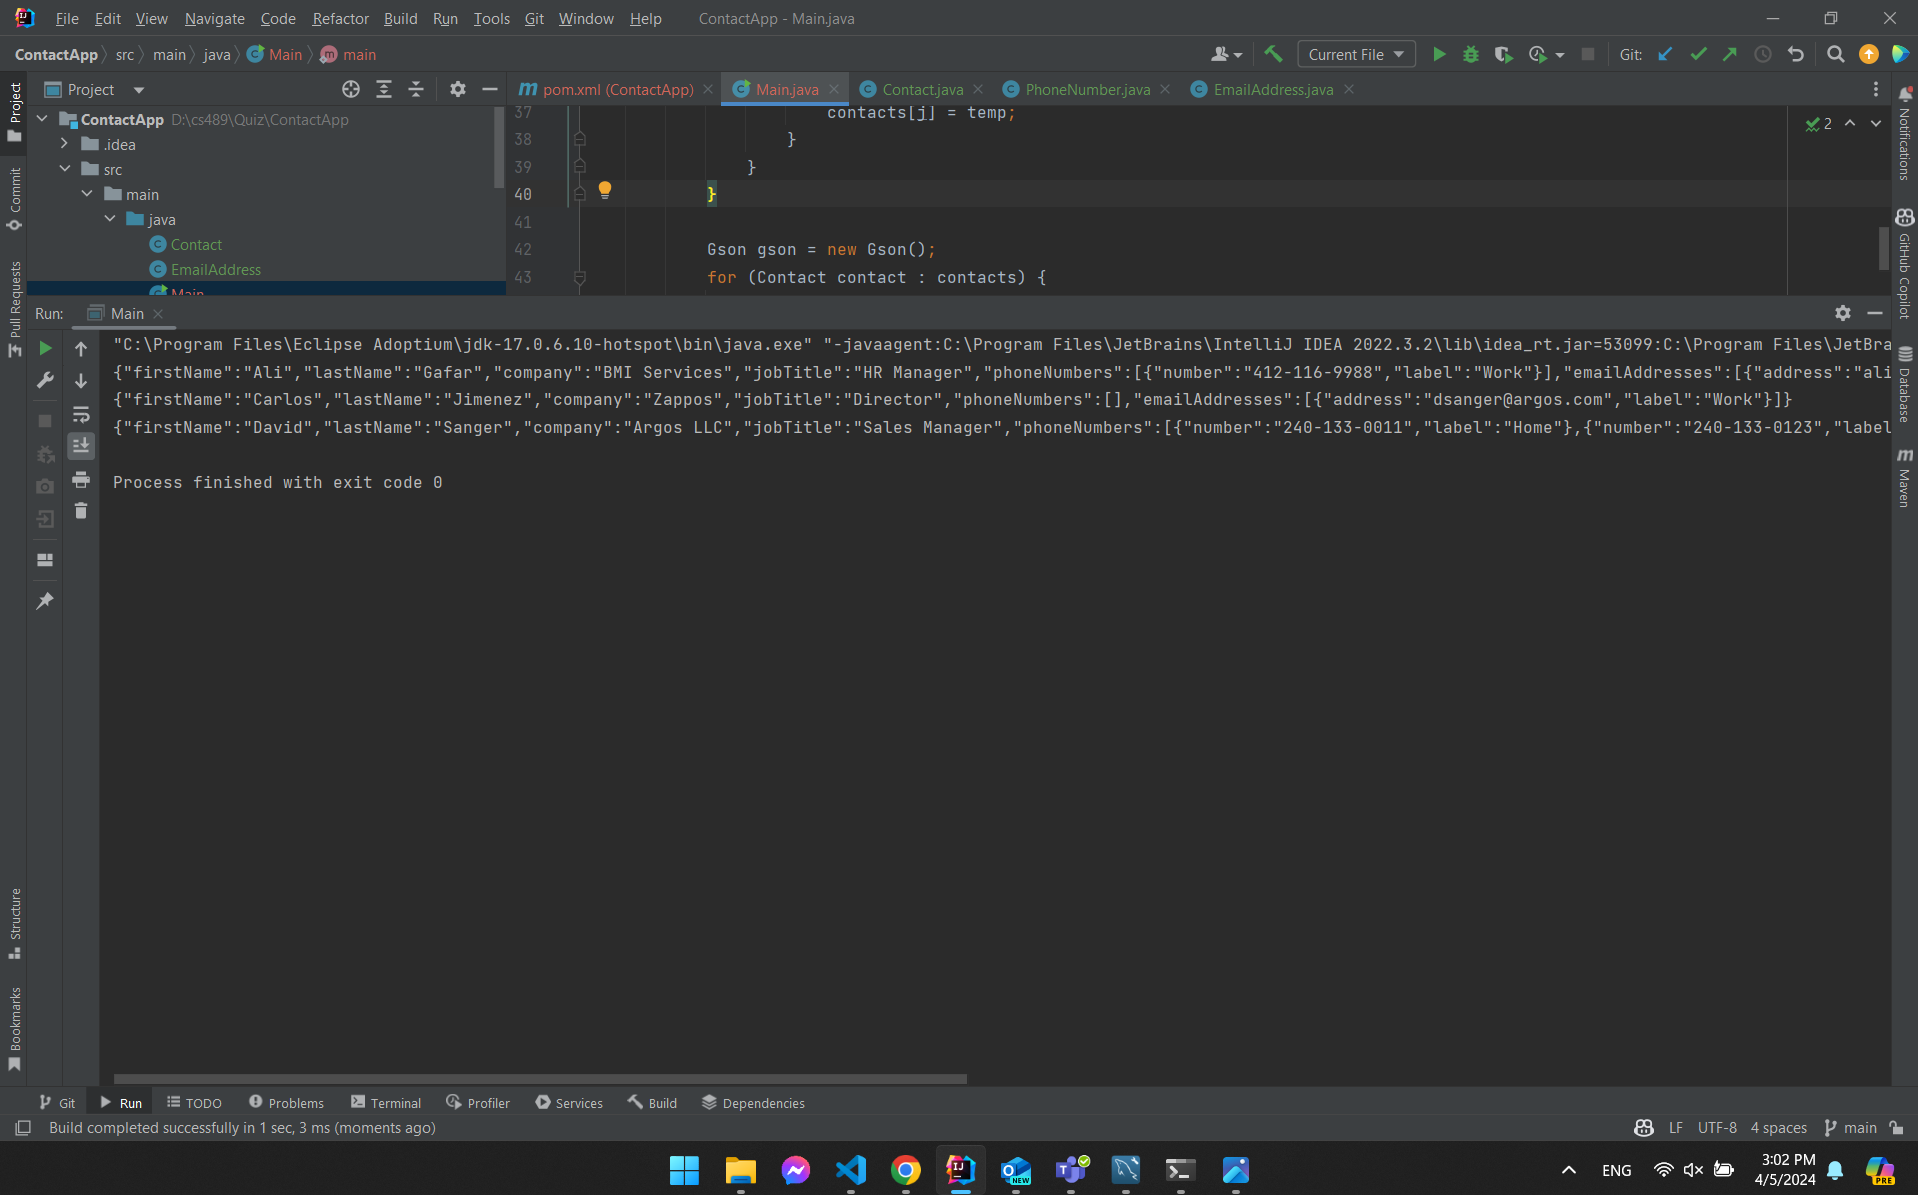 File Edit View Navigate Code Refactor Build Run Tools Git Window Help ContactApp - Main.java
ContactApp src main java Main main Current File Git:
Project
pom.xml (ContactApp) Main.java Contact.java PhoneNumber.java EmailAddress.java
ContactApp D:\cs489\Quiz\ContactApp
.idea
src
main
java
Contact
EmailAddress
Main
37 contacts[j] = temp;
38 }
39 }
40 }
41
42 Gson gson = new Gson();
43 for (Contact contact : contacts) {
2
Project
Commit
Pull Requests
Structure
Bookmarks
Notifications
GitHub Copilot
Database
Maven
Run: Main
"C:\Program Files\Eclipse Adoptium\jdk-17.0.6.10-hotspot\bin\java.exe" "-javaagent:C:\Program Files\JetBrains\IntelliJ IDEA 2022.3.2\lib\idea_rt.jar=53099:C:\Program Files\JetBra
{"firstName":"Ali","lastName":"Gafar","company":"BMI Services","jobTitle":"HR Manager","phoneNumbers":[{"number":"412-116-9988","label":"Work"}],"emailAddresses":[{"address":"ali
{"firstName":"Carlos","lastName":"Jimenez","company":"Zappos","jobTitle":"Director","phoneNumbers":[],"emailAddresses":[{"address":"dsanger@argos.com","label":"Work"}]}
{"firstName":"David","lastName":"Sanger","company":"Argos LLC","jobTitle":"Sales Manager","phoneNumbers":[{"number":"240-133-0011","label":"Home"},{"number":"240-133-0123","label
Process finished with exit code 0
Git Run TODO Problems Terminal Profiler Services Build Dependencies
Build completed successfully in 1 sec, 3 ms (moments ago) LF UTF-8 4 spaces main
ENG 3:02 PM
4/5/2024
NEW
PRE